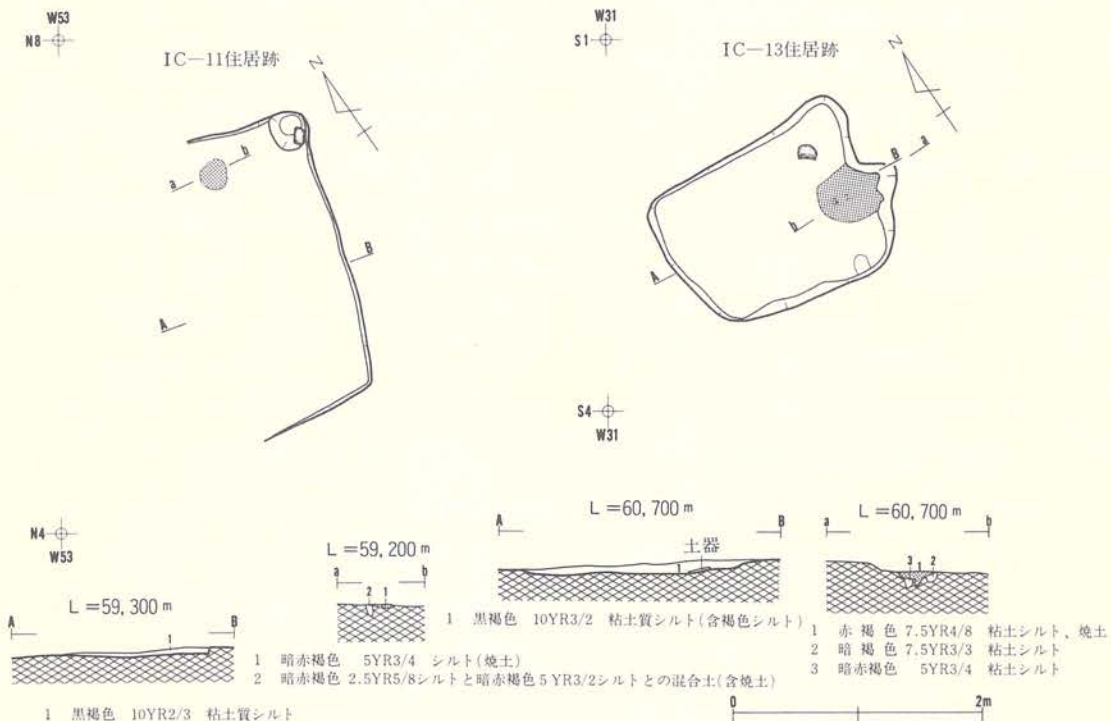 W53
N8
IC—11住居跡
N
a
b
B
A
W31
S1
IC—13住居跡
N
B
a
b
A
S4
W31
N4
W53
L=59,300 m
A
B
1
1 黒褐色 10YR2/3 粘土質シルト
L=59,200 m
a
b
2
1
1 暗赤褐色 5YR3/4 シルト(焼土)
2 暗赤褐色 2.5YR5/8シルトと暗赤褐色5YR3/2シルトとの混合土(含焼土)
L=60,700 m
A
B
土器
1
1 黒褐色 10YR3/2 粘土質シルト(含褐色シルト)
L=60,700 m
a
b
3
1
2
1 赤褐色 7.5YR4/8 粘土シルト、焼土
2 暗褐色 7.5YR3/3 粘土シルト
3 暗赤褐色 5YR3/4 粘土シルト
0
2m